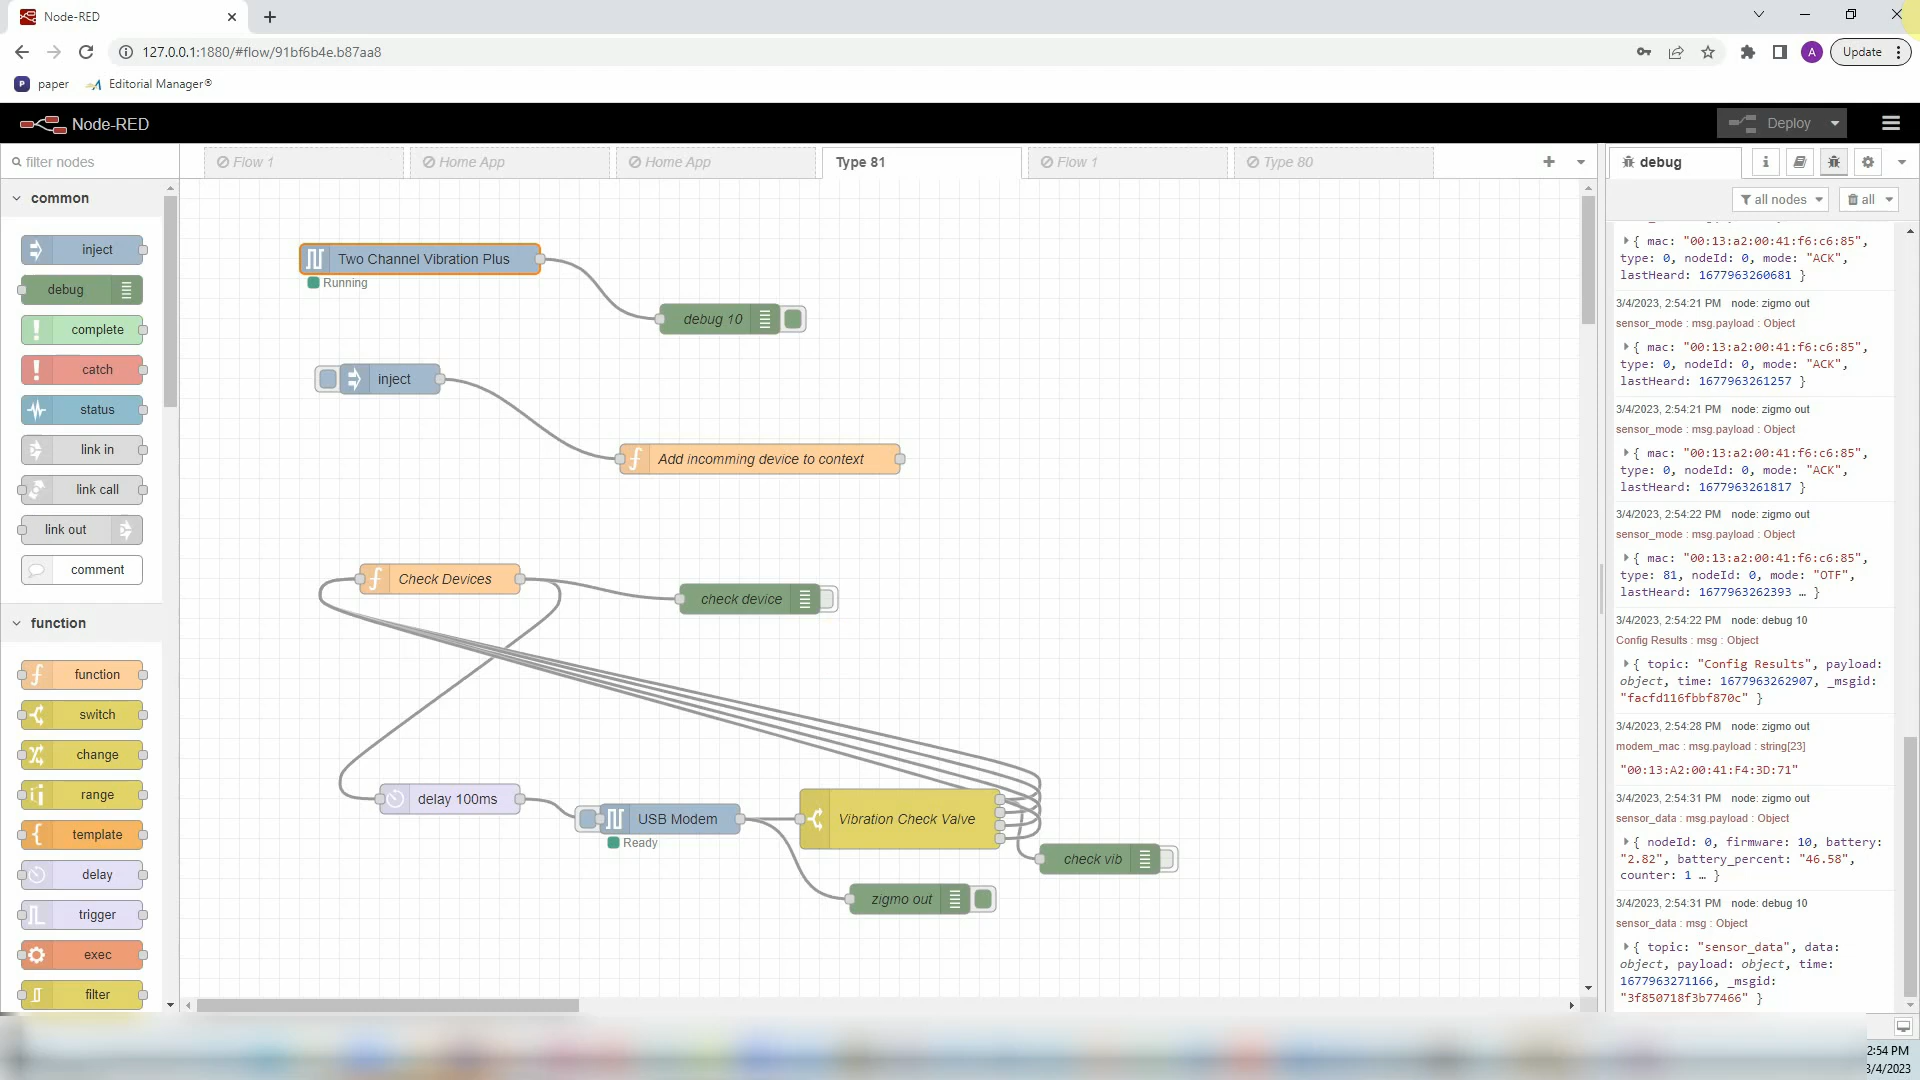 Node-RED
127.0.0.1:1880/#flow/91bf6b4e.b87aa8
A
Update
P paper
Editorial Manager®
Node-RED
Deploy
filter nodes
Flow 1
Home App
Home App
Type 81
Flow 1
Type 80
debug
i
all nodes
all
common
inject
debug
complete
catch
status
link in
link call
link out
comment
function
function
switch
change
range
template
delay
trigger
exec
filter
Two Channel Vibration Plus
Running
debug 10
inject
Add incomming device to context
Check Devices
check device
delay 100ms
USB Modem
Ready
Vibration Check Valve
check vib
zigmo out
{ mac: "00:13:a2:00:41:f6:c6:85",
type: 0, nodeId: 0, mode: "ACK",
lastHeard: 1677963260681 }
3/4/2023, 2:54:21 PM node: zigmo out
sensor_mode : msg.payload : Object
{ mac: "00:13:a2:00:41:f6:c6:85",
type: 0, nodeId: 0, mode: "ACK",
lastHeard: 1677963261257 }
3/4/2023, 2:54:21 PM node: zigmo out
sensor_mode : msg.payload : Object
{ mac: "00:13:a2:00:41:f6:c6:85",
type: 0, nodeId: 0, mode: "ACK",
lastHeard: 1677963261817 }
3/4/2023, 2:54:22 PM node: zigmo out
sensor_mode : msg.payload : Object
{ mac: "00:13:a2:00:41:f6:c6:85",
type: 81, nodeId: 0, mode: "OTF",
lastHeard: 1677963262393 … }
3/4/2023, 2:54:22 PM node: debug 10
Config Results : msg : Object
{ topic: "Config Results", payload:
object, time: 1677963262907, _msgid:
"facfd116fbbf870c" }
3/4/2023, 2:54:28 PM node: zigmo out
modem_mac : msg.payload : string[23]
"00:13:A2:00:41:F4:3D:71"
3/4/2023, 2:54:31 PM node: zigmo out
sensor_data : msg.payload : Object
{ nodeId: 0, firmware: 10, battery:
"2.82", battery_percent: "46.58",
counter: 1 … }
3/4/2023, 2:54:31 PM node: debug 10
sensor_data : msg : Object
{ topic: "sensor_data", data:
object, payload: object, time:
1677963271166, _msgid:
"3f850718f3b77466" }
2:54 PM
3/4/2023